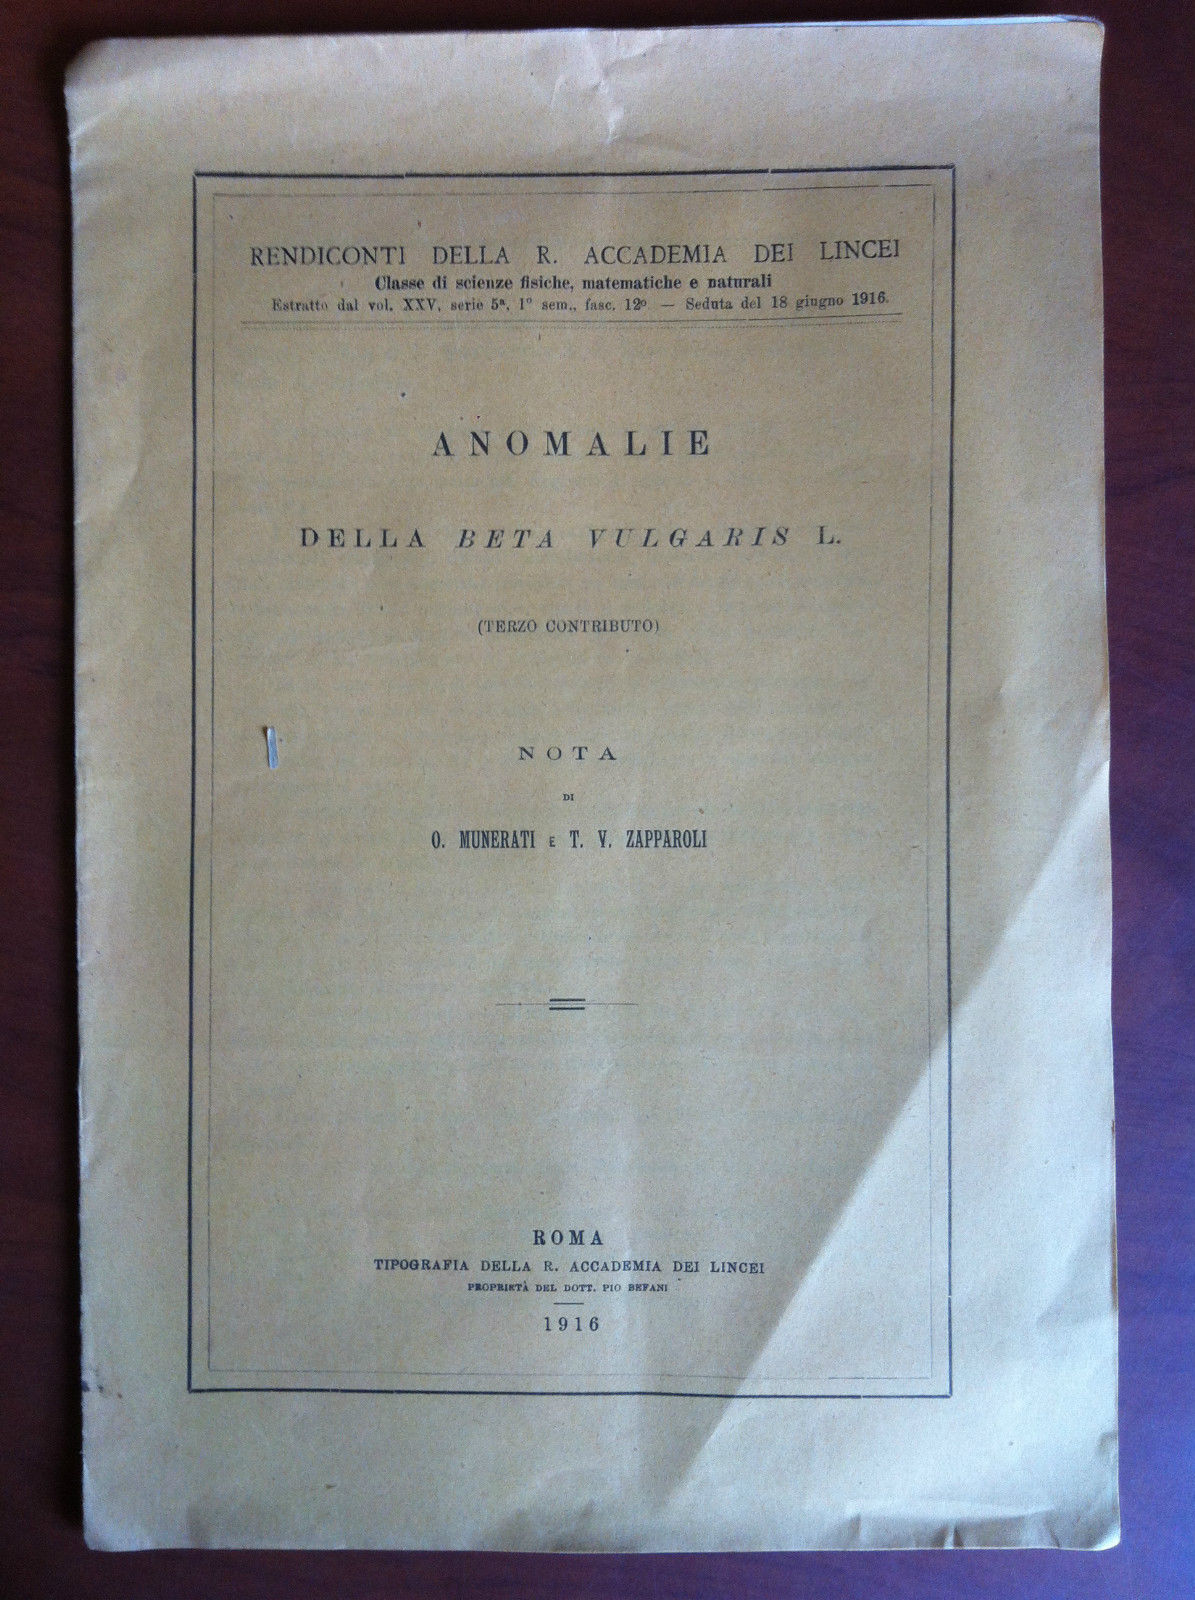 RENDICONTI DELLA R. ACCADEMIA DEI LINCEI
Classe di scienze fisiche, matematiche e naturali
Estratto dal vol. XXV, serie 5ª, 1º sem., fasc. 12º — Seduta del 18 giugno 1916.
ANOMALIE
DELLA BETA VULGARIS L.
(TERZO CONTRIBUTO)
NOTA
DI
O. MUNERATI E T. V. ZAPPAROLI
ROMA
TIPOGRAFIA DELLA R. ACCADEMIA DEI LINCEI
PROPRIETÀ DEL DOTT. PIO BEFANI
1916